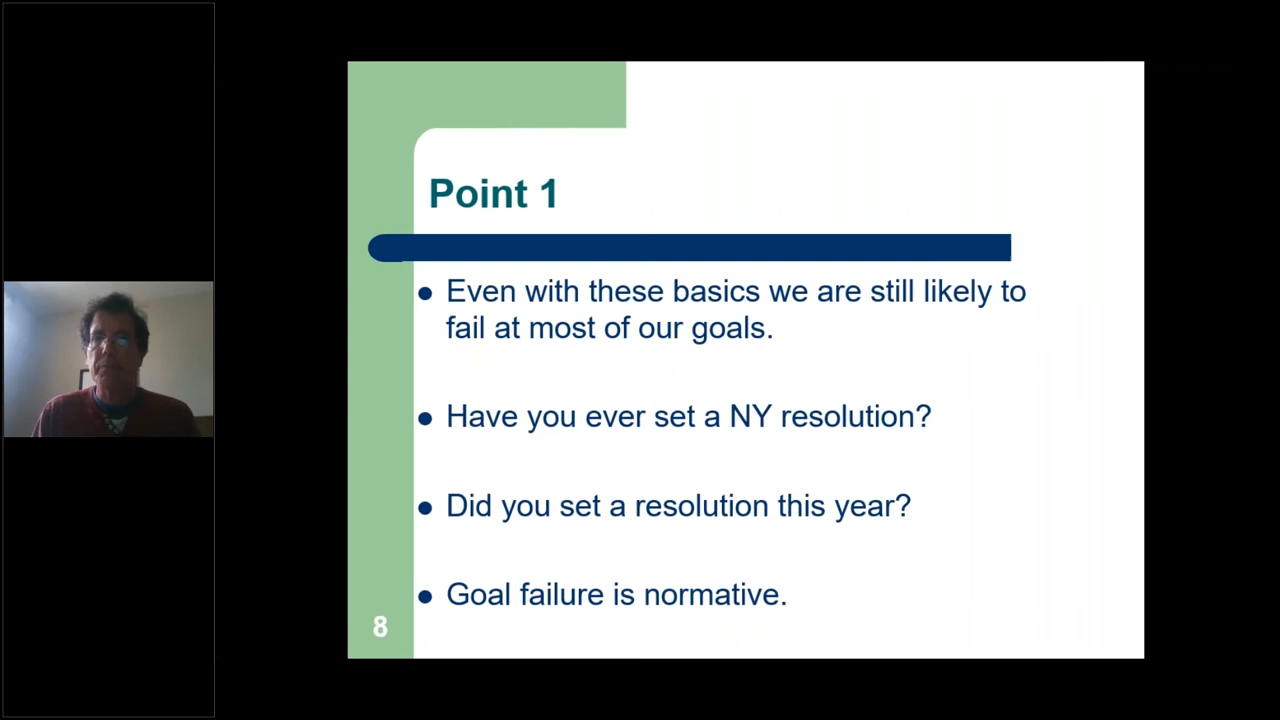 Point 1
Even with these basics we are still likely to
fail at most of our goals.
Have you ever set a NY resolution?
Did you set a resolution this year?
Goal failure is normative.
8